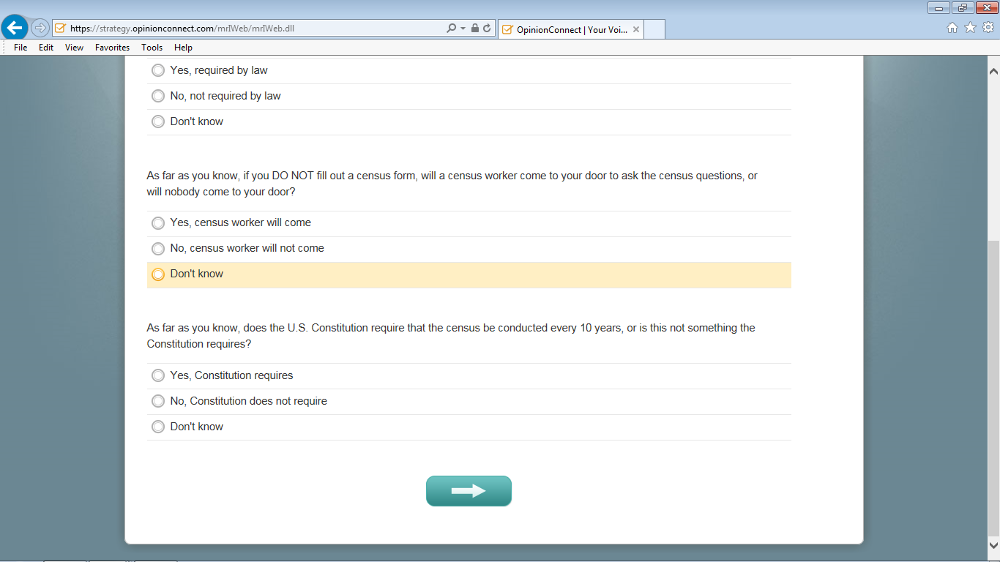 https://strategy.opinionconnect.com/mrIWeb/mrIWeb.dll
OpinionConnect | Your Voi...
File Edit View Favorites Tools Help
Yes, required by law
No, not required by law
Don't know
As far as you know, if you DO NOT fill out a census form, will a census worker come to your door to ask the census questions, or
will nobody come to your door?
Yes, census worker will come
No, census worker will not come
Don't know
As far as you know, does the U.S. Constitution require that the census be conducted every 10 years, or is this not something the
Constitution requires?
Yes, Constitution requires
No, Constitution does not require
Don't know